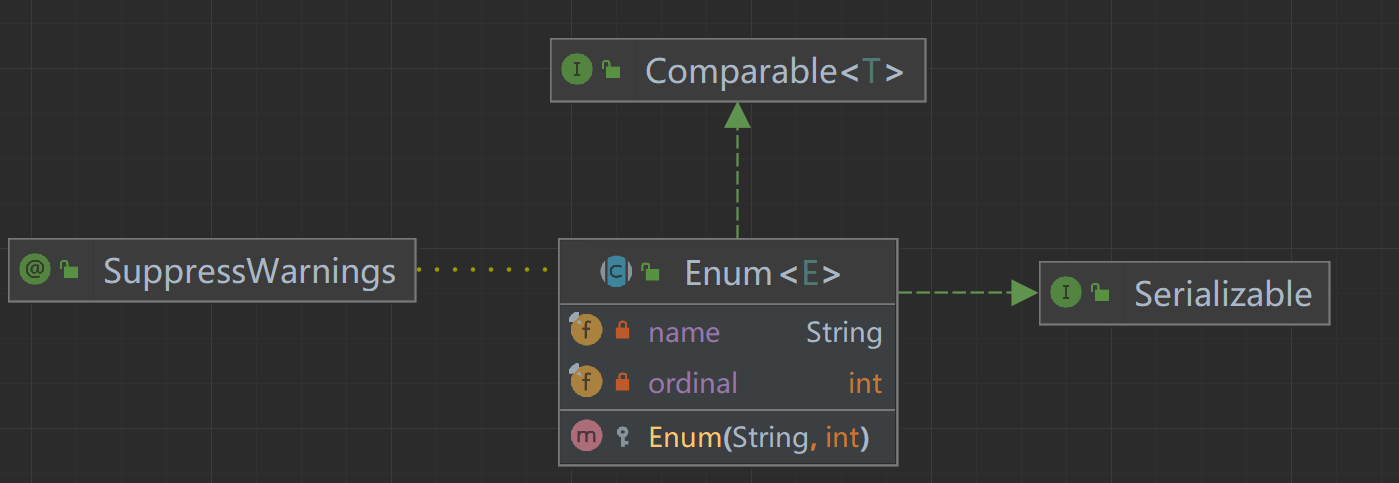 Comparable<T>
SuppressWarnings
Enum<E>
Serializable
name String
ordinal int
Enum(String, int)